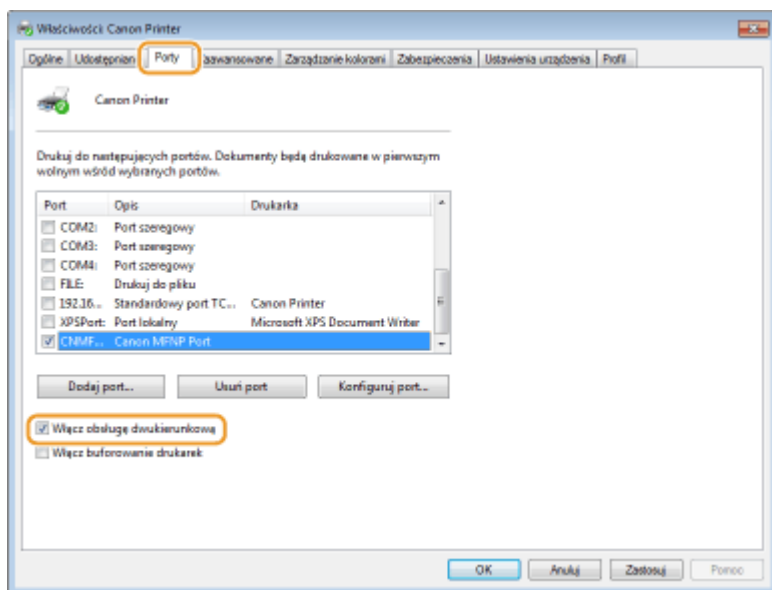 Właściwości: Canon Printer
Ogólne Udostępnian Porty Zaawansowane Zarządzanie kolorami Zabezpieczenia Ustawienia urządzenia Profil
Canon Printer
Drukuj do następujących portów. Dokumenty będą drukowane w pierwszym
wolnym wśród wybranych portów.
Port Opis Drukarka
COM2: Port szeregowy
COM3: Port szeregowy
COM4: Port szeregowy
FILE: Drukuj do pliku
192.16... Standardowy port TC... Canon Printer
XPSPort: Port lokalny Microsoft XPS Document Writer
CNMF... Canon MFNP Port
Dodaj port... Usuń port Konfiguruj port...
Włącz obsługę dwukierunkową
Włącz buforowanie drukarek
OK Anuluj Zastosuj Pomoc